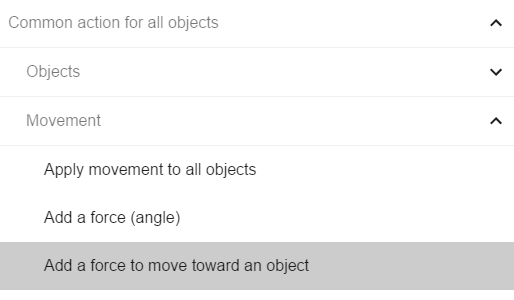 Common action for all objects
Objects
Movement
Apply movement to all objects
Add a force (angle)
Add a force to move toward an object